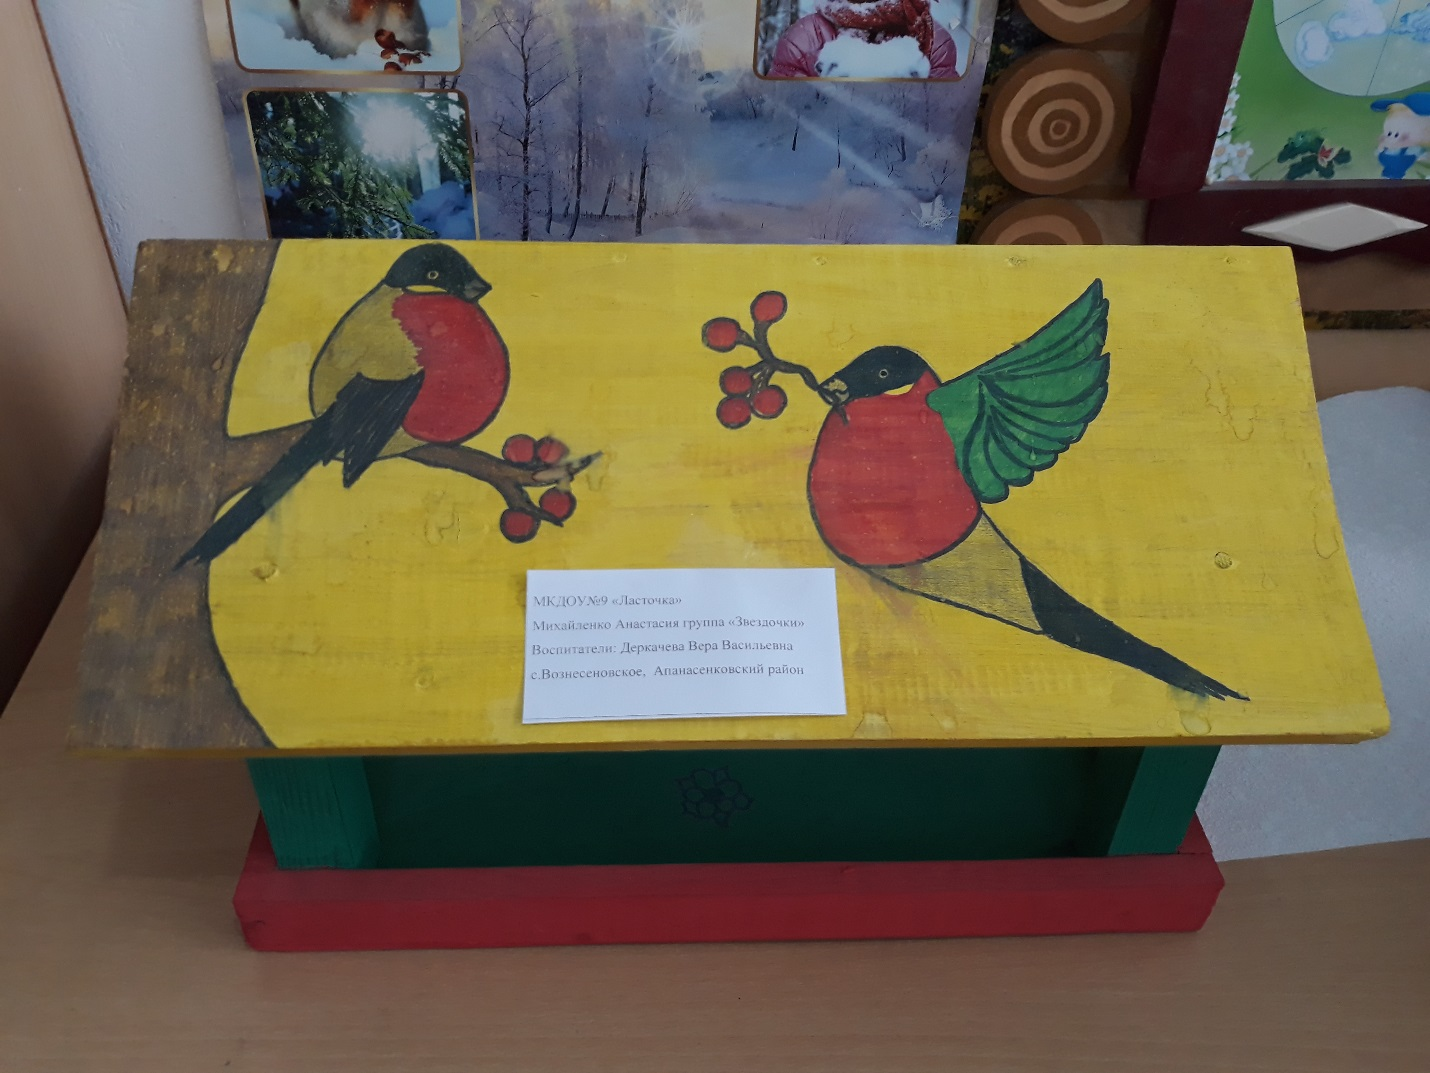 МКДОУ№9 «Ласточка»
Михайленко Анастасия группа «Звездочки»
Воспитатели: Деркачева Вера Васильевна
с.Вознесеновское, Апанасенковский район